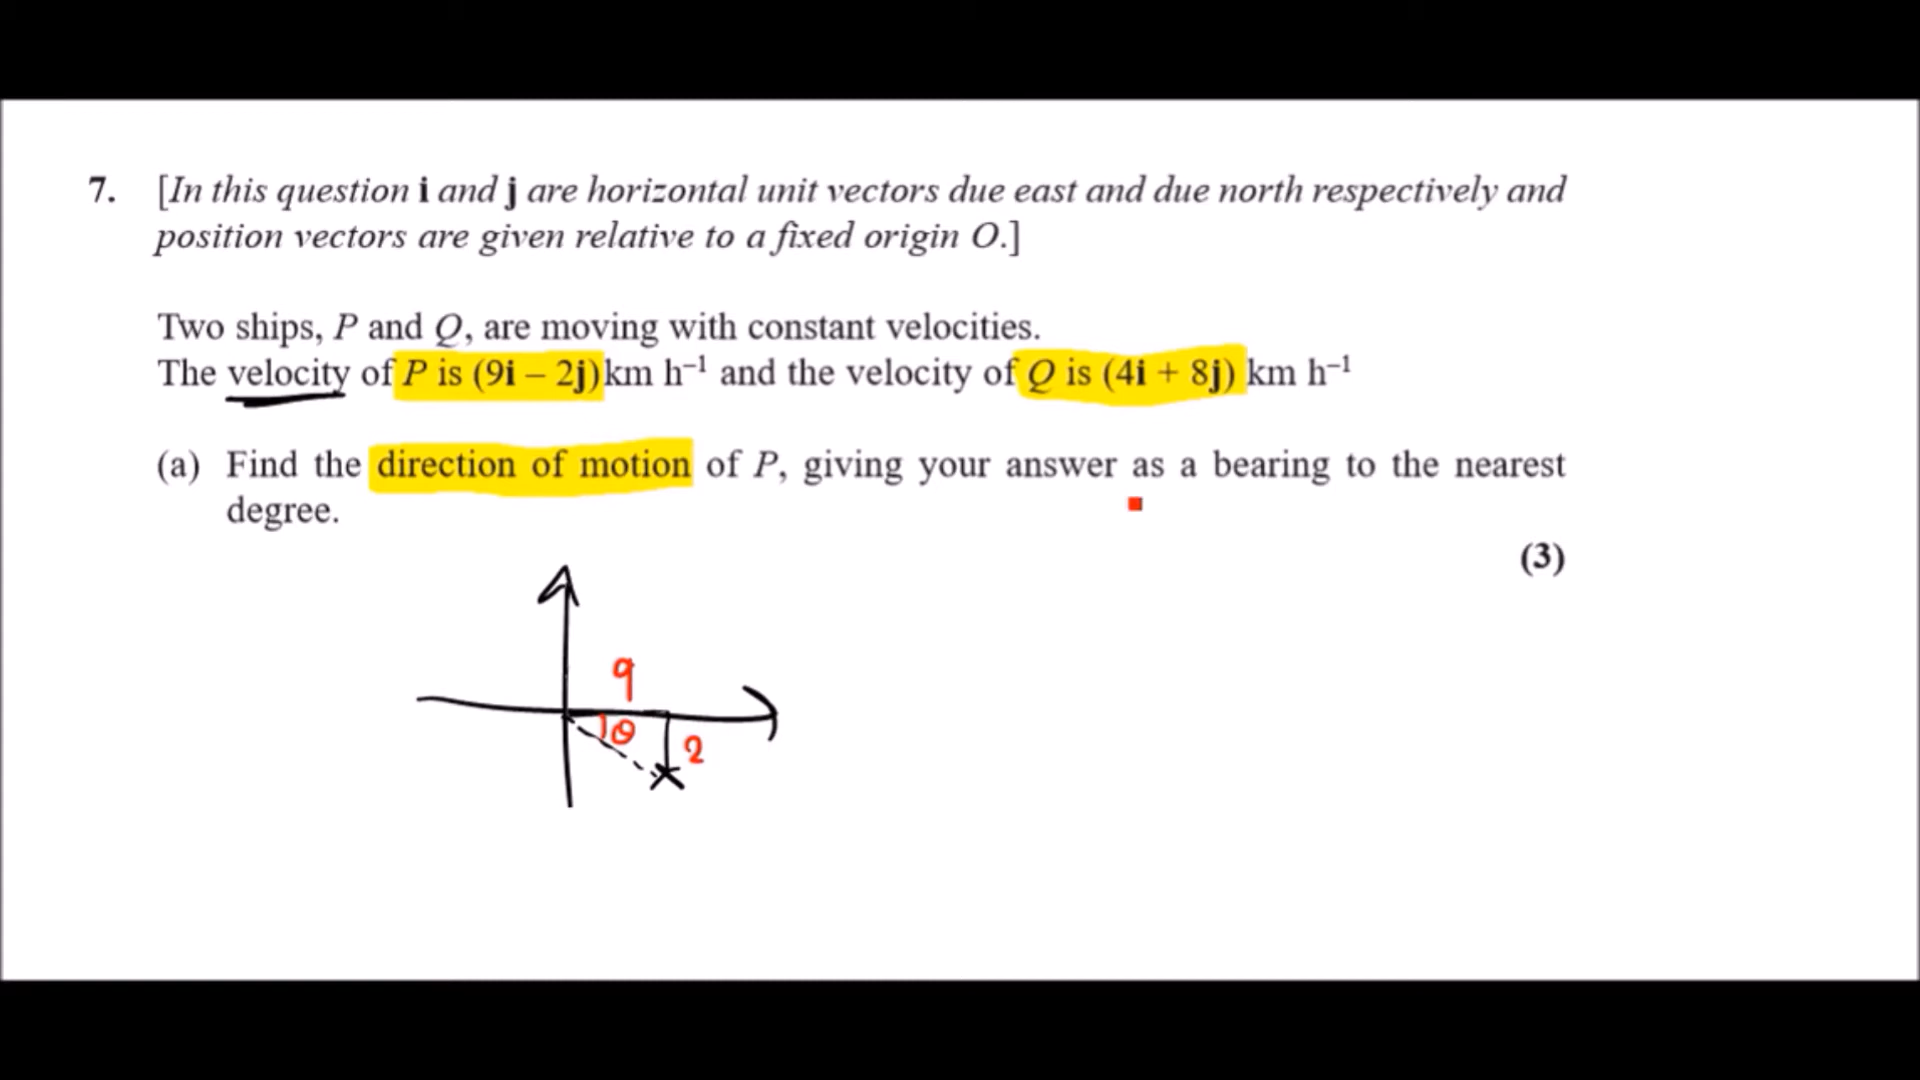 7. [In this question i and j are horizontal unit vectors due east and due north respectively and
position vectors are given relative to a fixed origin O.]
Two ships, P and Q, are moving with constant velocities.
The velocity of P is (9i – 2j) km h⁻¹ and the velocity of Q is (4i + 8j) km h⁻¹
(a) Find the direction of motion of P, giving your answer as a bearing to the nearest
degree.
(3)
9
θ
2